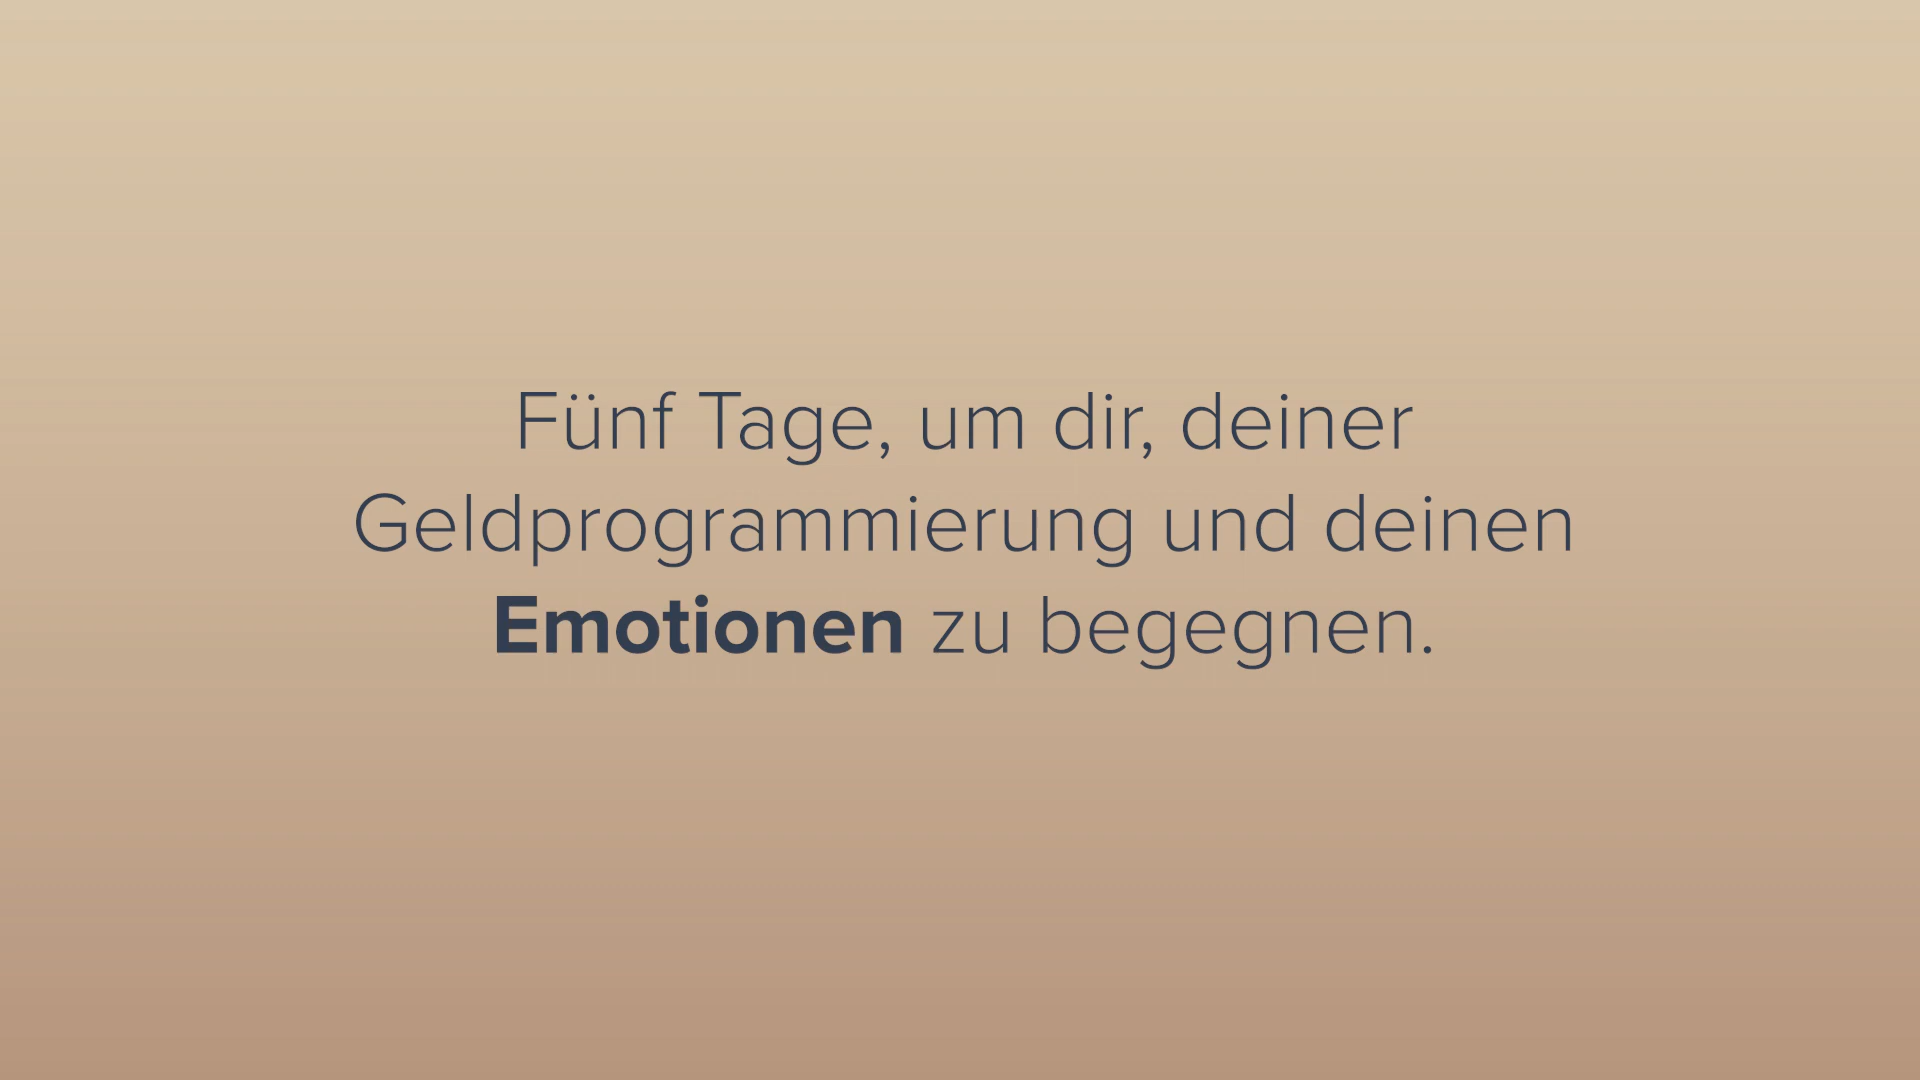 Fünf Tage, um dir, deiner
Geldprogrammierung und deinen
Emotionen zu begegnen.